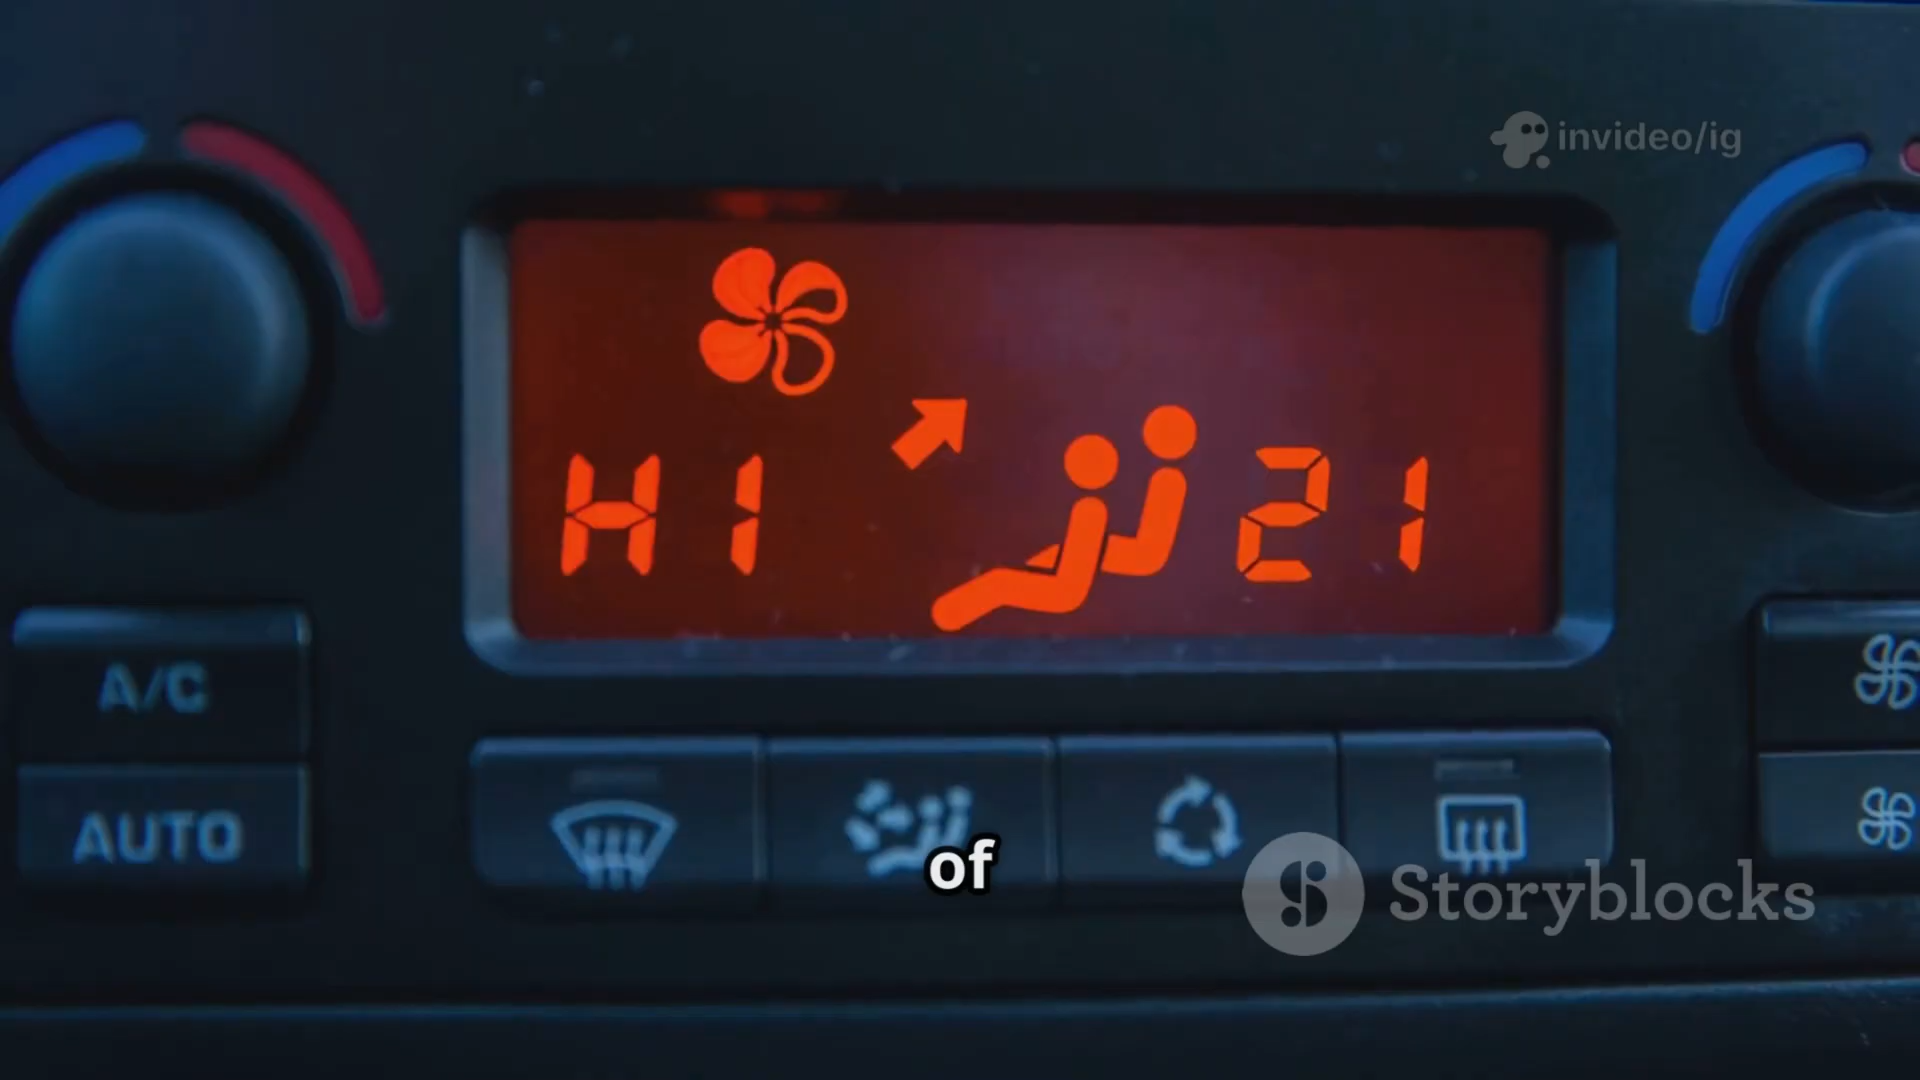 invideo/ig
HI 21
A/C
AUTO
of
Storyblocks